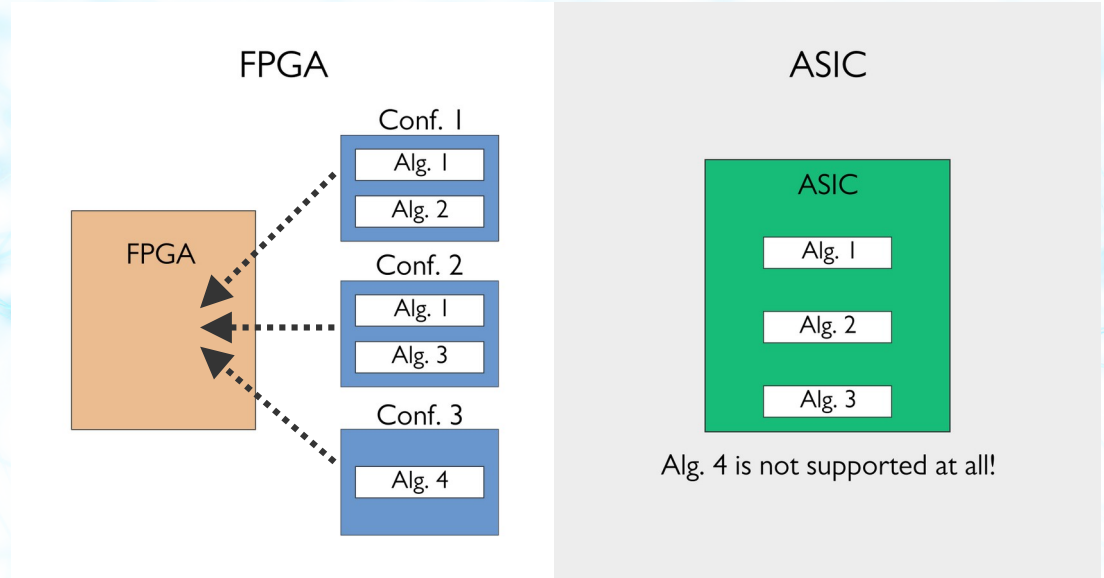 FPGA
FPGA
Conf. 1
Alg. 1
Alg. 2
Conf. 2
Alg. 1
Alg. 3
Conf. 3
Alg. 4
ASIC
ASIC
Alg. 1
Alg. 2
Alg. 3
Alg. 4 is not supported at all!